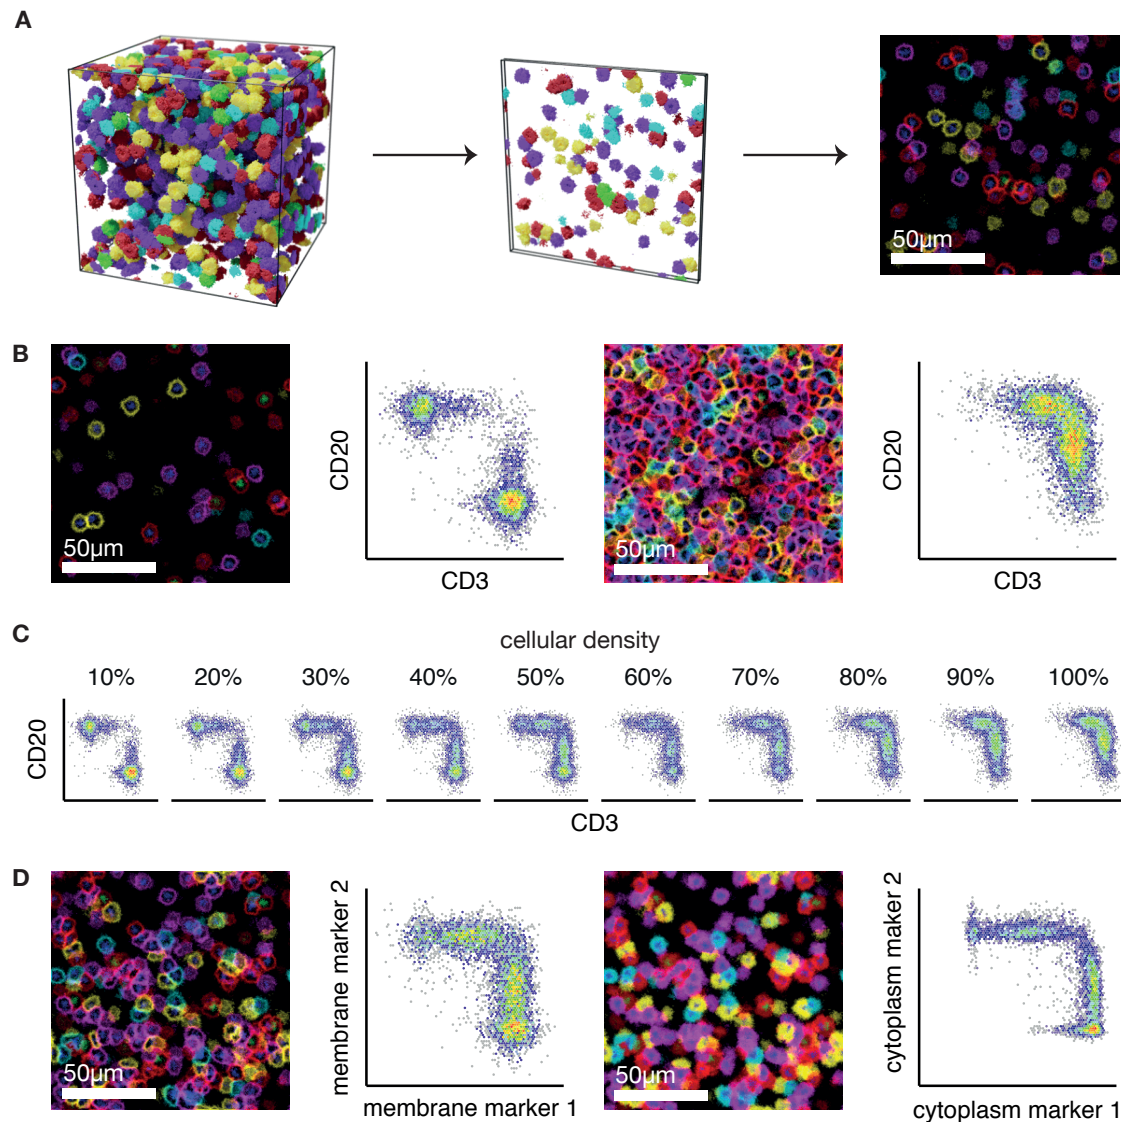 A
50µm
B
50µm
CD20
CD3
50µm
CD20
CD3
C
cellular density
10% 20% 30% 40% 50% 60% 70% 80% 90% 100%
CD20
CD3
D
50µm
membrane marker 2
membrane marker 1
50µm
cytoplasm maker 2
cytoplasm marker 1